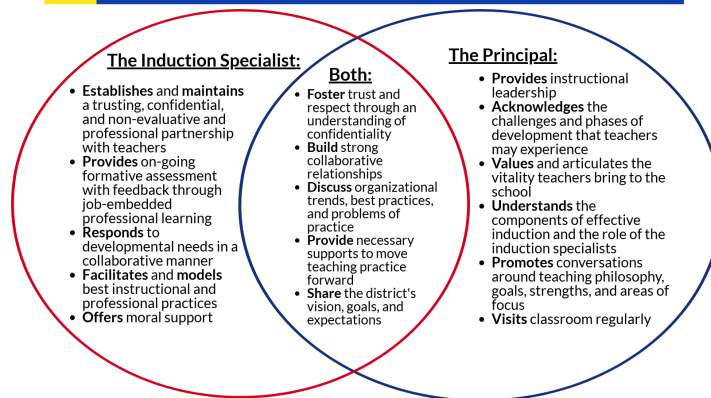 The Induction Specialist:
Establishes and maintains
a trusting, confidential,
and non-evaluative and
professional partnership
with teachers
Provides on-going
formative assessment
with feedback through
job-embedded
professional learning
Responds to
developmental needs in a
collaborative manner
Facilitates and models
best instructional and
professional practices
Offers moral support
Both:
Foster trust and
respect through an
understanding of
confidentiality
Build strong
collaborative
relationships
Discuss organizational
trends, best practices,
and problems of
practice
Provide necessary
supports to move
teaching practice
forward
Share the district's
vision, goals, and
expectations
The Principal:
Provides instructional
leadership
Acknowledges the
challenges and phases of
development that teachers
may experience
Values and articulates the
vitality teachers bring to the
school
Understands the
components of effective
induction and the role of the
induction specialists
Promotes conversations
around teaching philosophy,
goals, strengths, and areas of
focus
Visits classroom regularly